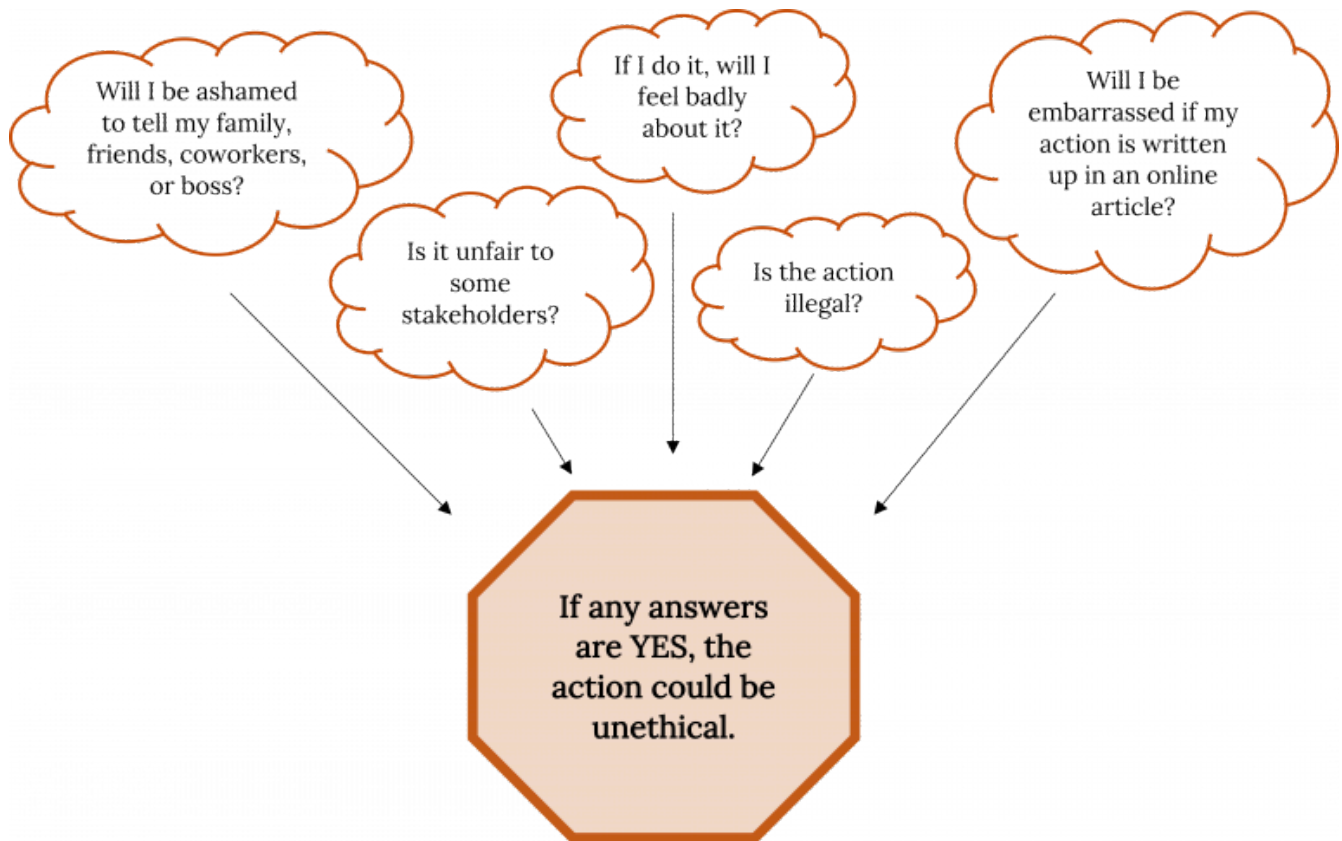 Will I be ashamed
to tell my family,
friends, coworkers,
or boss?
Is it unfair to
some
stakeholders?
If I do it, will I
feel badly
about it?
Is the action
illegal?
Will I be
embarrassed if my
action is written
up in an online
article?
If any answers
are YES, the
action could be
unethical.